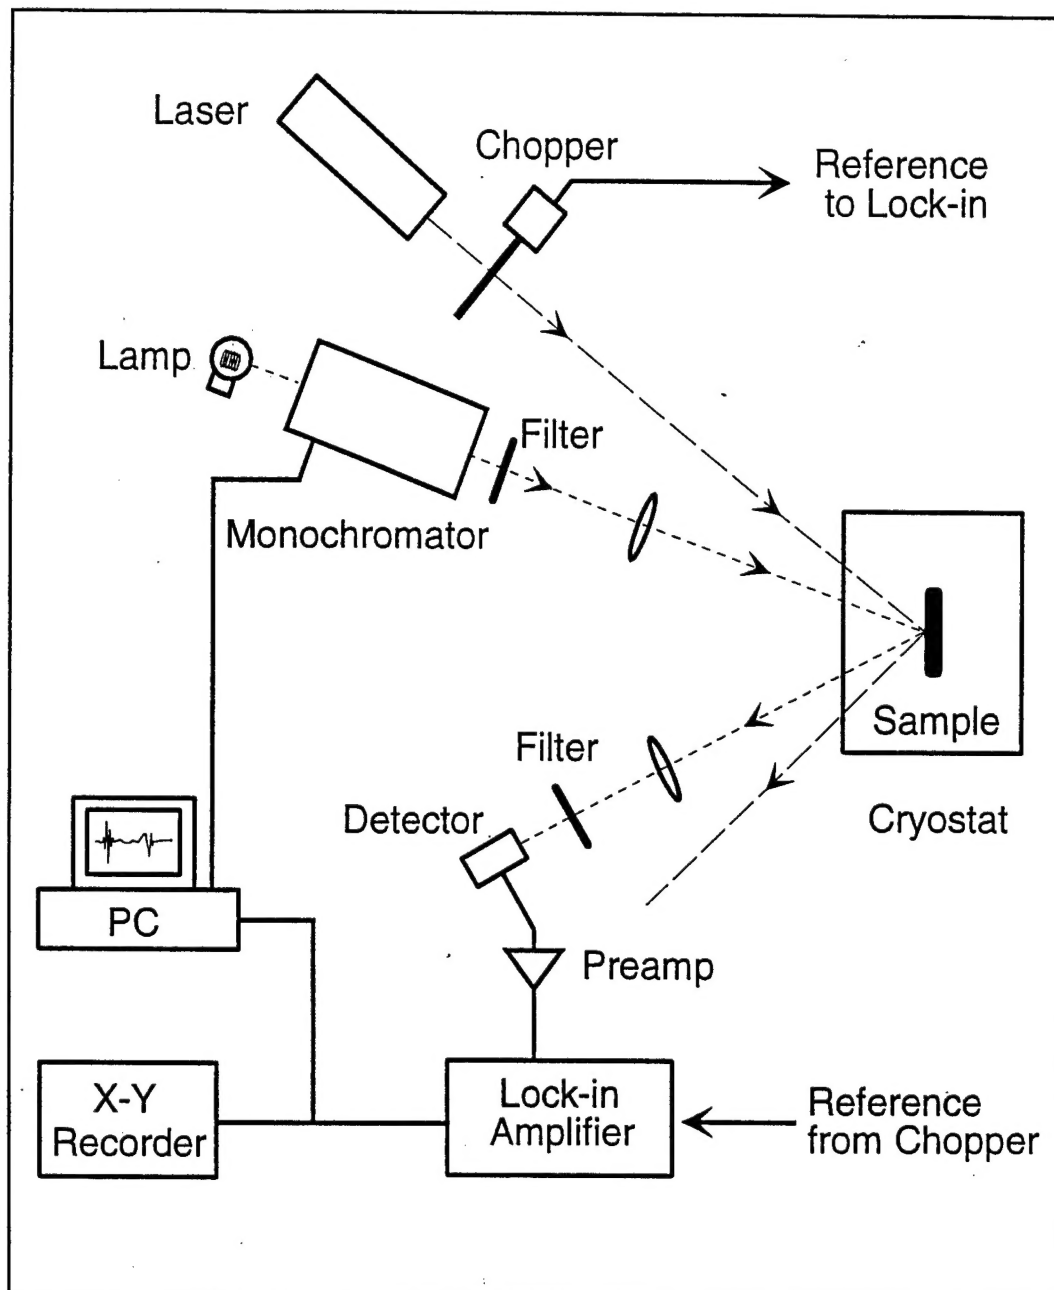 Laser
Chopper
Reference
to Lock-in
Lamp
Filter
Monochromator
Sample
Filter
Detector
Cryostat
PC
Preamp
X-Y
Recorder
Lock-in
Amplifier
Reference
from Chopper